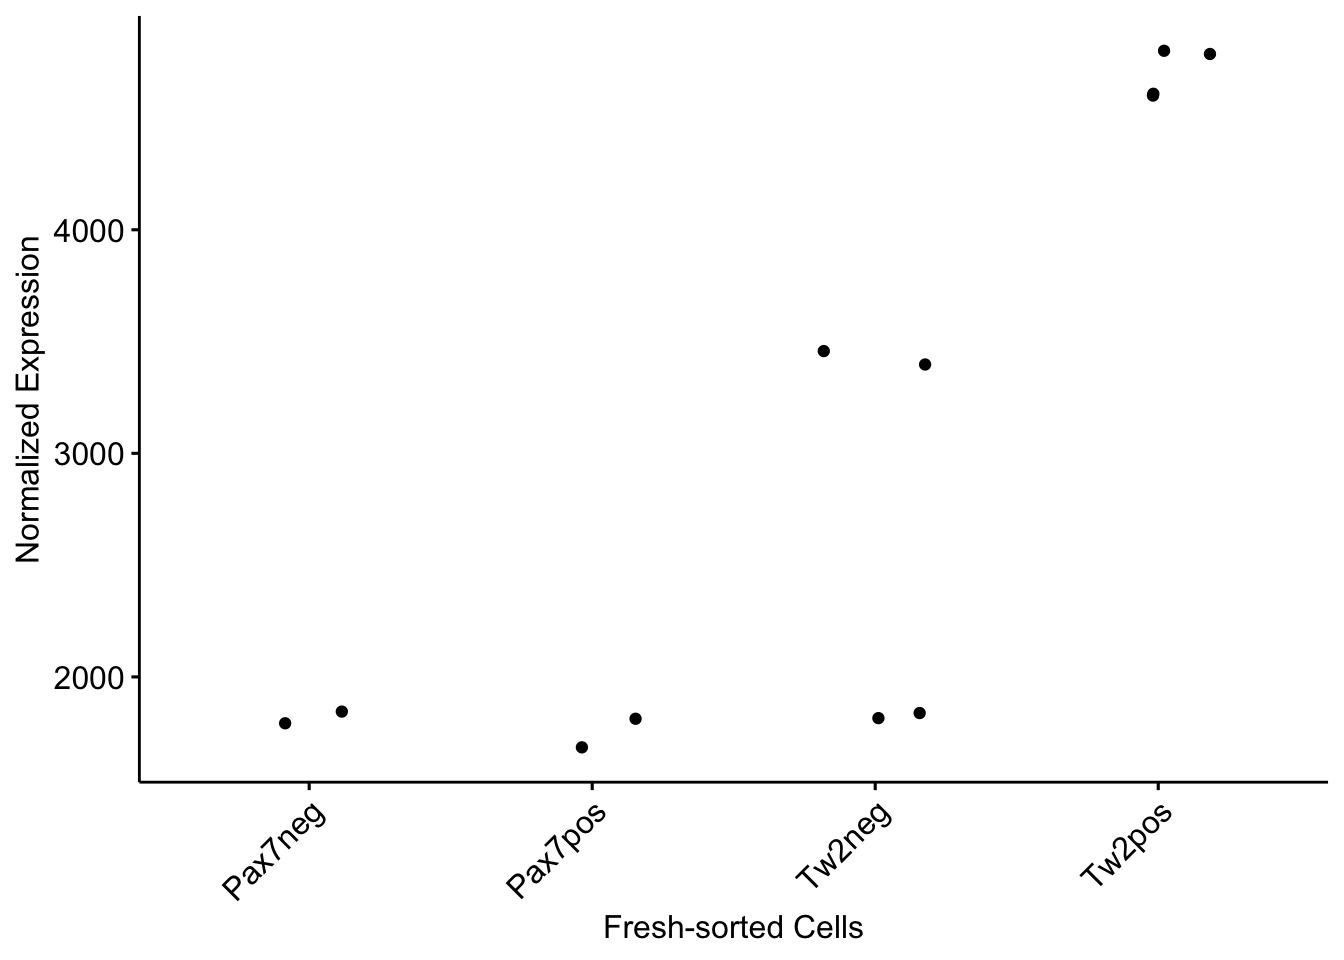 Normalized Expression
4000
3000
2000
Pax7neg
Pax7pos
Tw2neg
Tw2pos
Fresh-sorted Cells